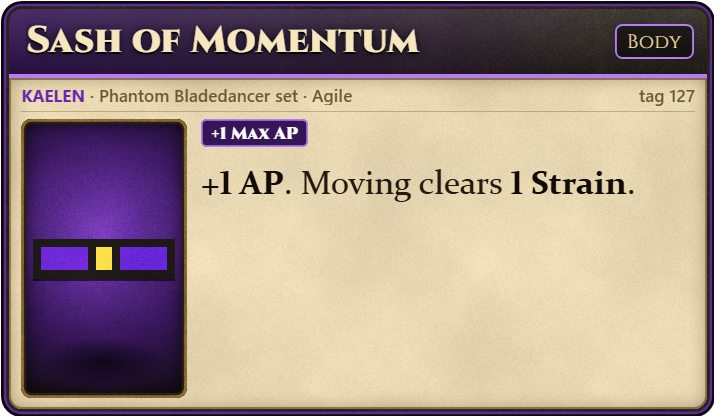 Sash of Momentum
Body
KAELEN · Phantom Bladedancer set · Agile
tag 127
+1 Max AP
+1 AP. Moving clears 1 Strain.